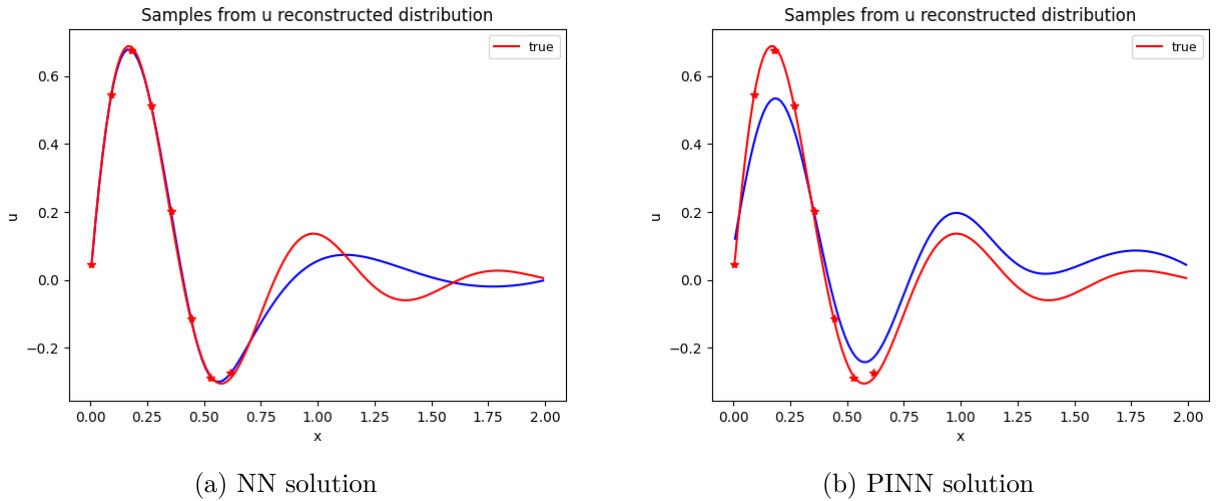 Samples from u reconstructed distribution
true
0.6
0.4
0.2
0.0
−0.2
u
0.00 0.25 0.50 0.75 1.00 1.25 1.50 1.75 2.00
x
(a) NN solution
Samples from u reconstructed distribution
true
0.6
0.4
0.2
0.0
−0.2
u
0.00 0.25 0.50 0.75 1.00 1.25 1.50 1.75 2.00
x
(b) PINN solution